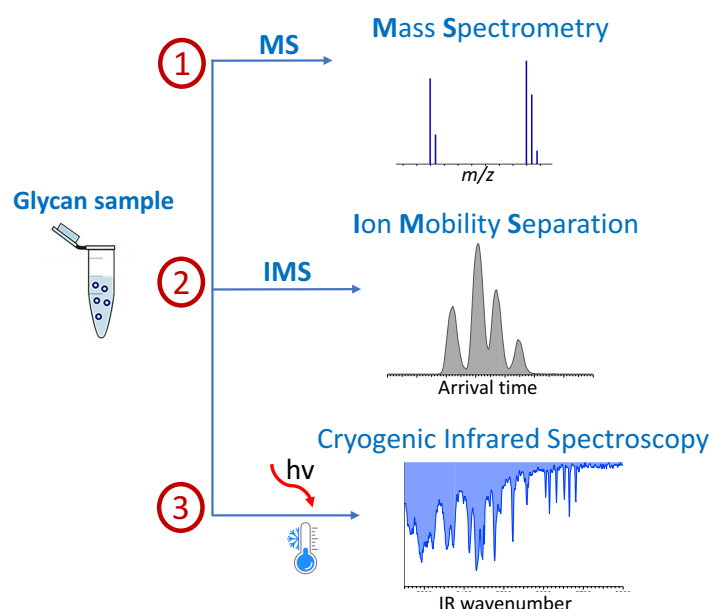 Mass Spectrometry
MS
1
m/z
Glycan sample
Ion Mobility Separation
IMS
2
Arrival time
Cryogenic Infrared Spectroscopy
hν
3
IR wavenumber